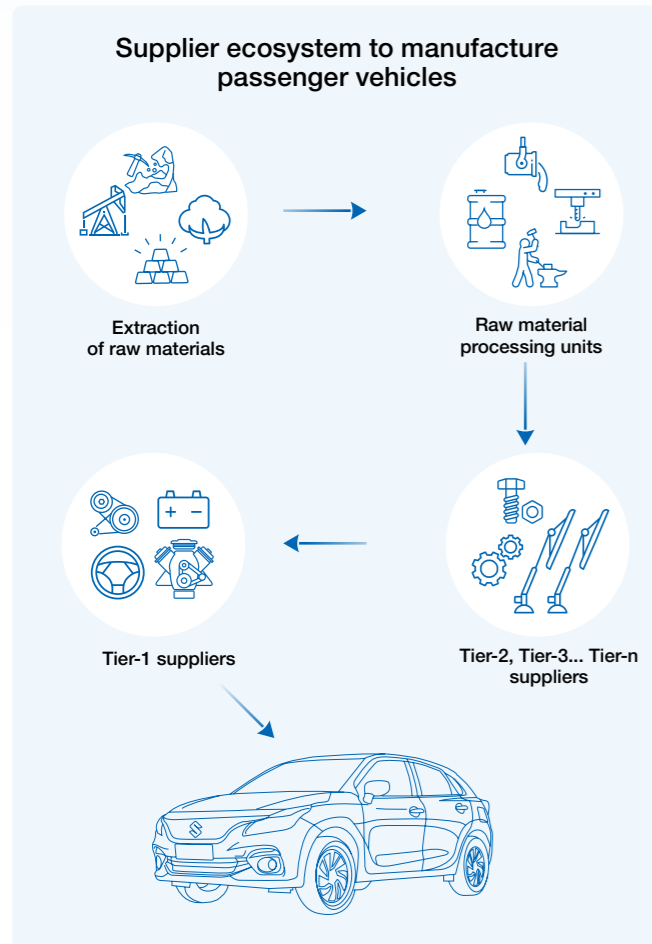 Supplier ecosystem to manufacture
passenger vehicles
Extraction
of raw materials
Raw material
processing units
Tier-1 suppliers
Tier-2, Tier-3... Tier-n
suppliers